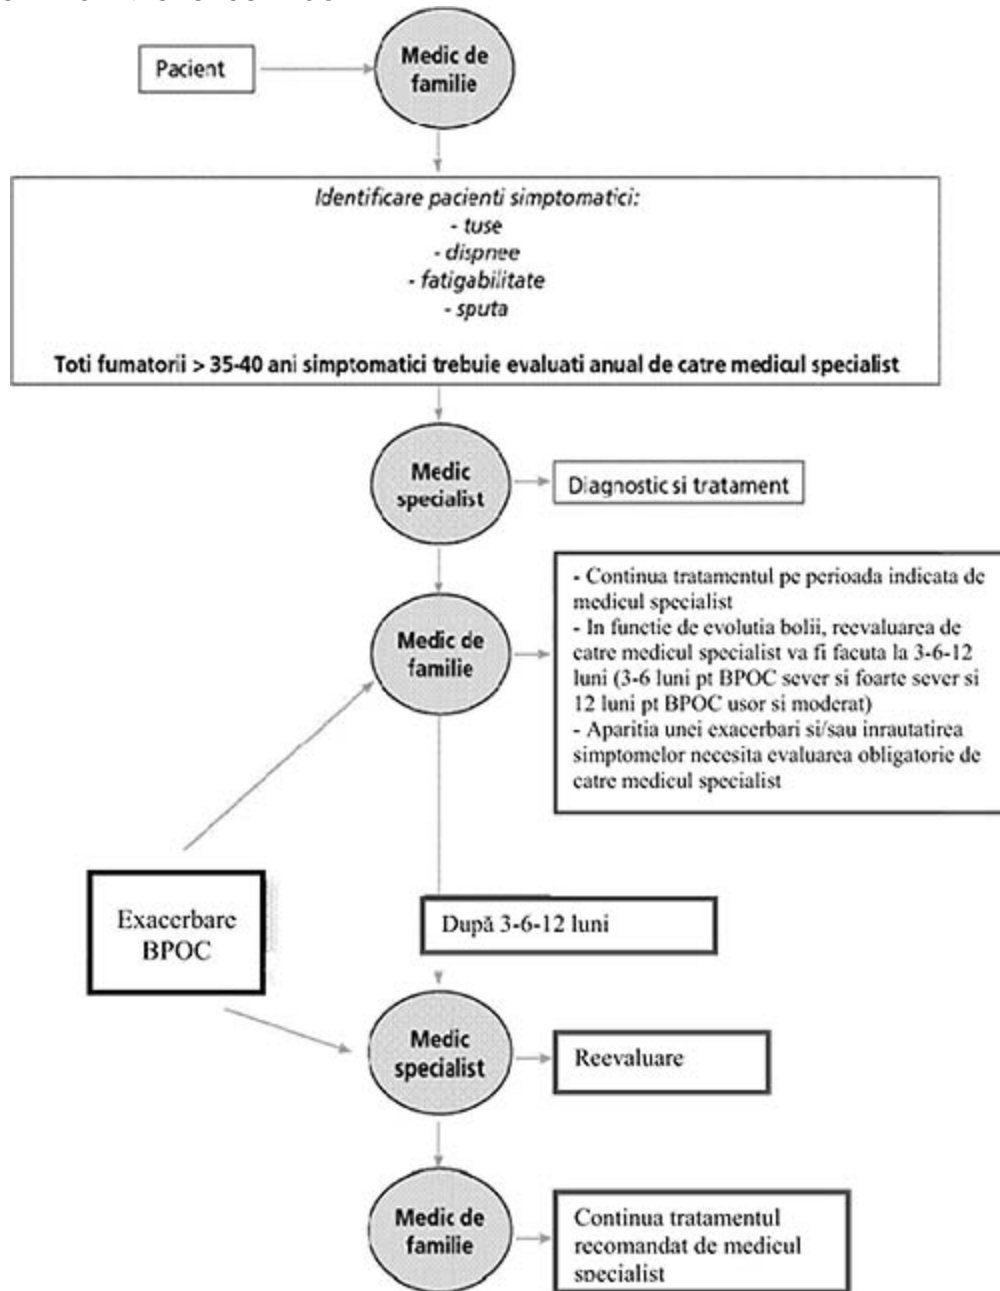 Pacient
Medic de
familie
Identificare pacienti simptomatici:
- tuse
- dispnee
- fatigabilitate
- sputa
Toti fumatorii > 35-40 ani simptomatici trebuie evaluati anual de catre medicul specialist
Medic
specialist
Diagnostic si tratament
Medic de
familie
- Continua tratamentul pe perioada indicata de
medicul specialist
- In functie de evolutia bolii, reevaluarea de
catre medicul specialist va fi facuta la 3-6-12
luni (3-6 luni pt BPOC sever si foarte sever si
12 luni pt BPOC usor si moderat)
- Aparitia unei exacerbari si/sau inrautatirea
simptomelor necesita evaluarea obligatorie de
catre medicul specialist
Exacerbare
BPOC
După 3-6-12 luni
Medic
specialist
Reevaluare
Medic de
familie
Continua tratamentul
recomandat de medicul
specialist